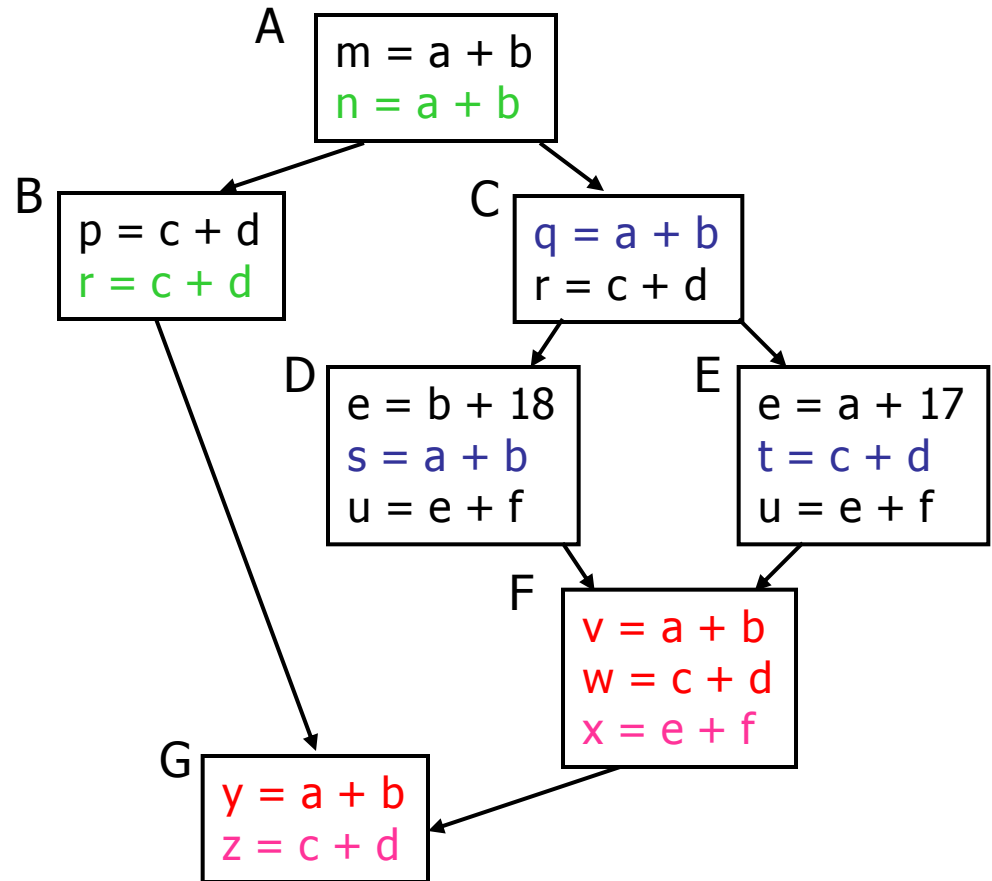 A
m = a + b
n = a + b
B
p = c + d
r = c + d
C
q = a + b
r = c + d
D
e = b + 18
s = a + b
u = e + f
E
e = a + 17
t = c + d
u = e + f
F
v = a + b
w = c + d
x = e + f
G
y = a + b
z = c + d